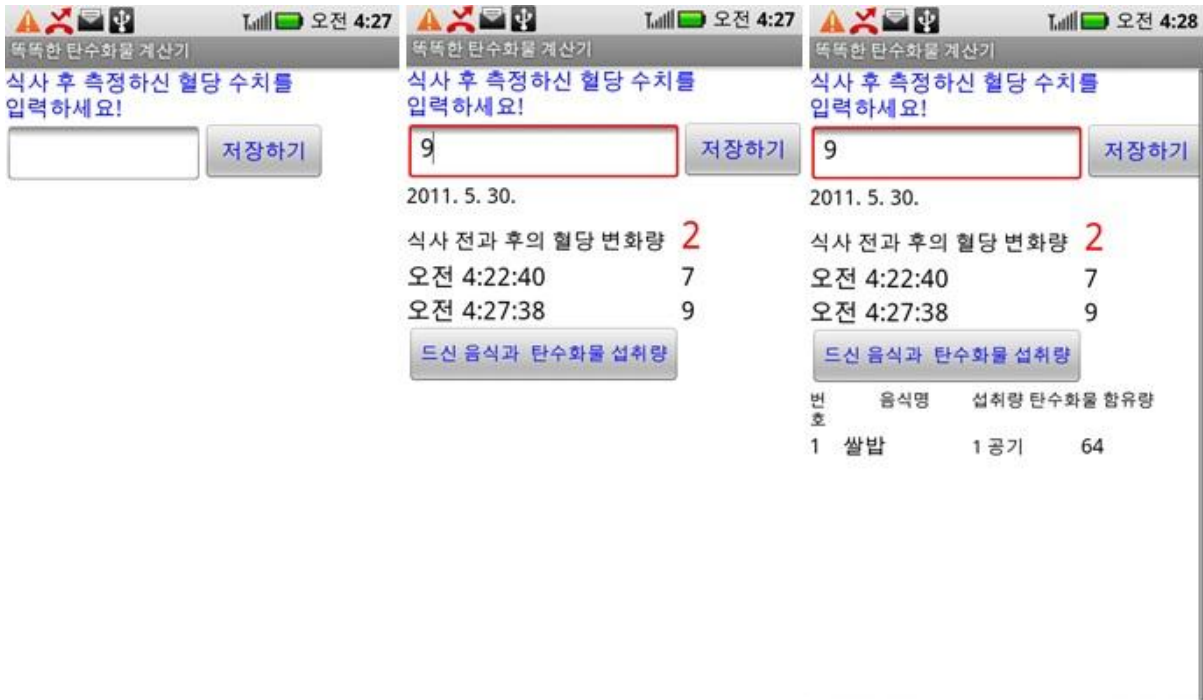 오전 4:27
똑똑한 탄수화물 계산기
식사 후 측정하신 혈당 수치를
입력하세요!
저장하기
오전 4:27
똑똑한 탄수화물 계산기
식사 후 측정하신 혈당 수치를
입력하세요!
9 저장하기
2011. 5. 30.
식사 전과 후의 혈당 변화량 2
오전 4:22:40 7
오전 4:27:38 9
드신 음식과 탄수화물 섭취량
오전 4:28
똑똑한 탄수화물 계산기
식사 후 측정하신 혈당 수치를
입력하세요!
9 저장하기
2011. 5. 30.
식사 전과 후의 혈당 변화량 2
오전 4:22:40 7
오전 4:27:38 9
드신 음식과 탄수화물 섭취량
번호 음식명 섭취량 탄수화물 함유량
1 쌀밥 1 공기 64